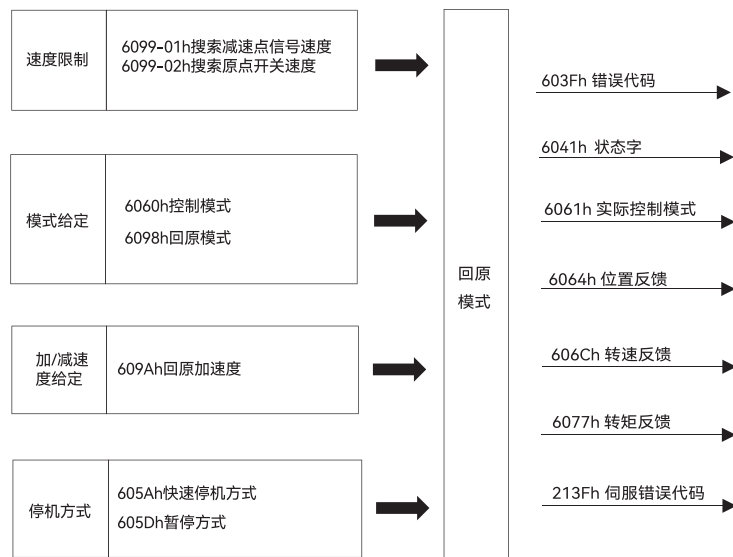 速度限制
6099-01h搜索减速点信号速度
6099-02h搜索原点开关速度
模式给定
6060h控制模式
6098h回原模式
加/减速
度给定
609Ah回原加速度
停机方式
605Ah快速停机方式
605Dh暂停方式
回原
模式
603Fh 错误代码
6041h 状态字
6061h 实际控制模式
6064h 位置反馈
606Ch 转速反馈
6077h 转矩反馈
213Fh 伺服错误代码